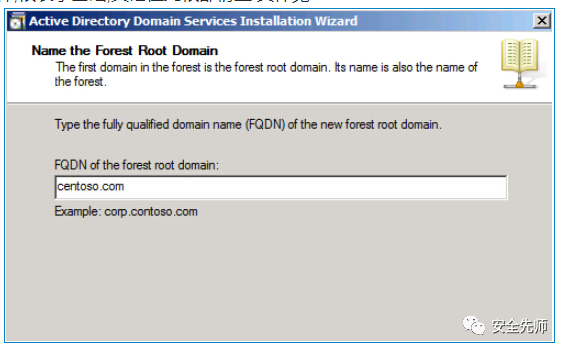 Active Directory Domain Services Installation Wizard
Name the Forest Root Domain
The first domain in the forest is the forest root domain. Its name is also the name of
the forest.
Type the fully qualified domain name (FQDN) of the new forest root domain.
FQDN of the forest root domain:
centoso.com
Example: corp.contoso.com
安全先师